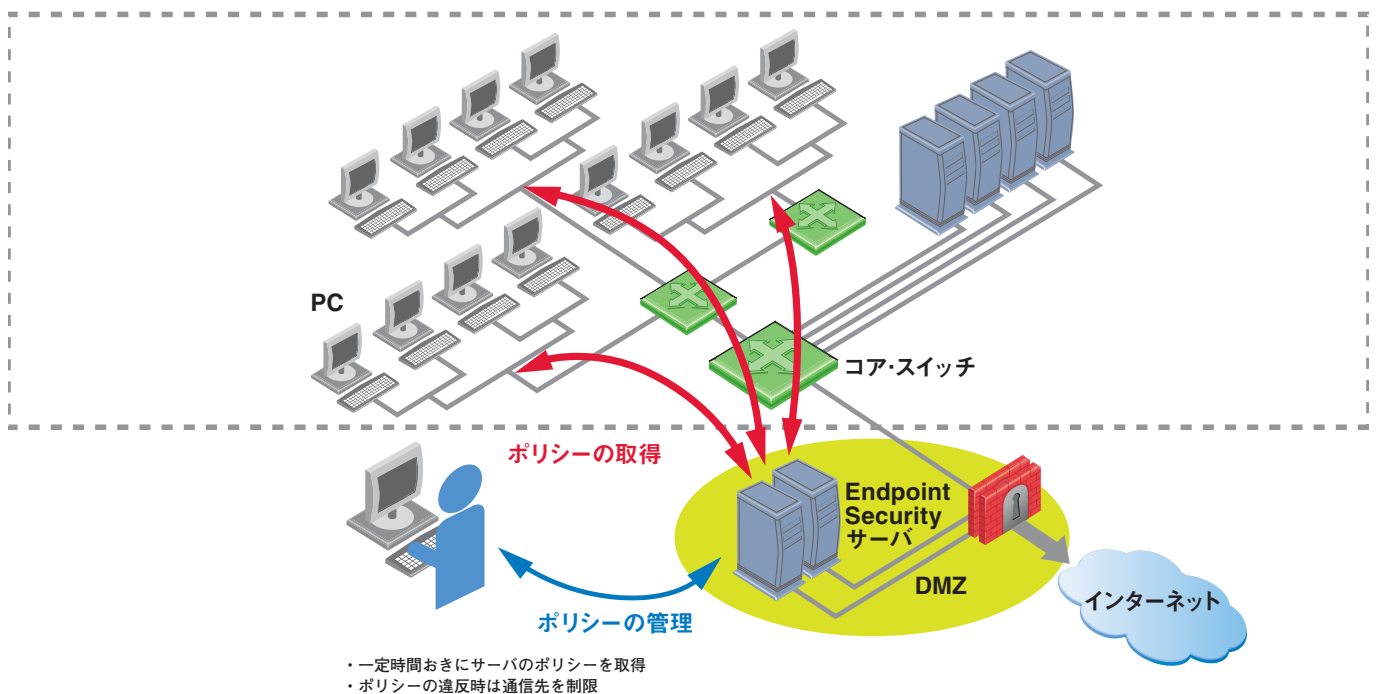 PC
コア・スイッチ
ポリシーの取得
Endpoint
Security
サーバ
DMZ
インターネット
ポリシーの管理
・一定時間おきにサーバのポリシーを取得
・ポリシーの違反時は通信先を制限